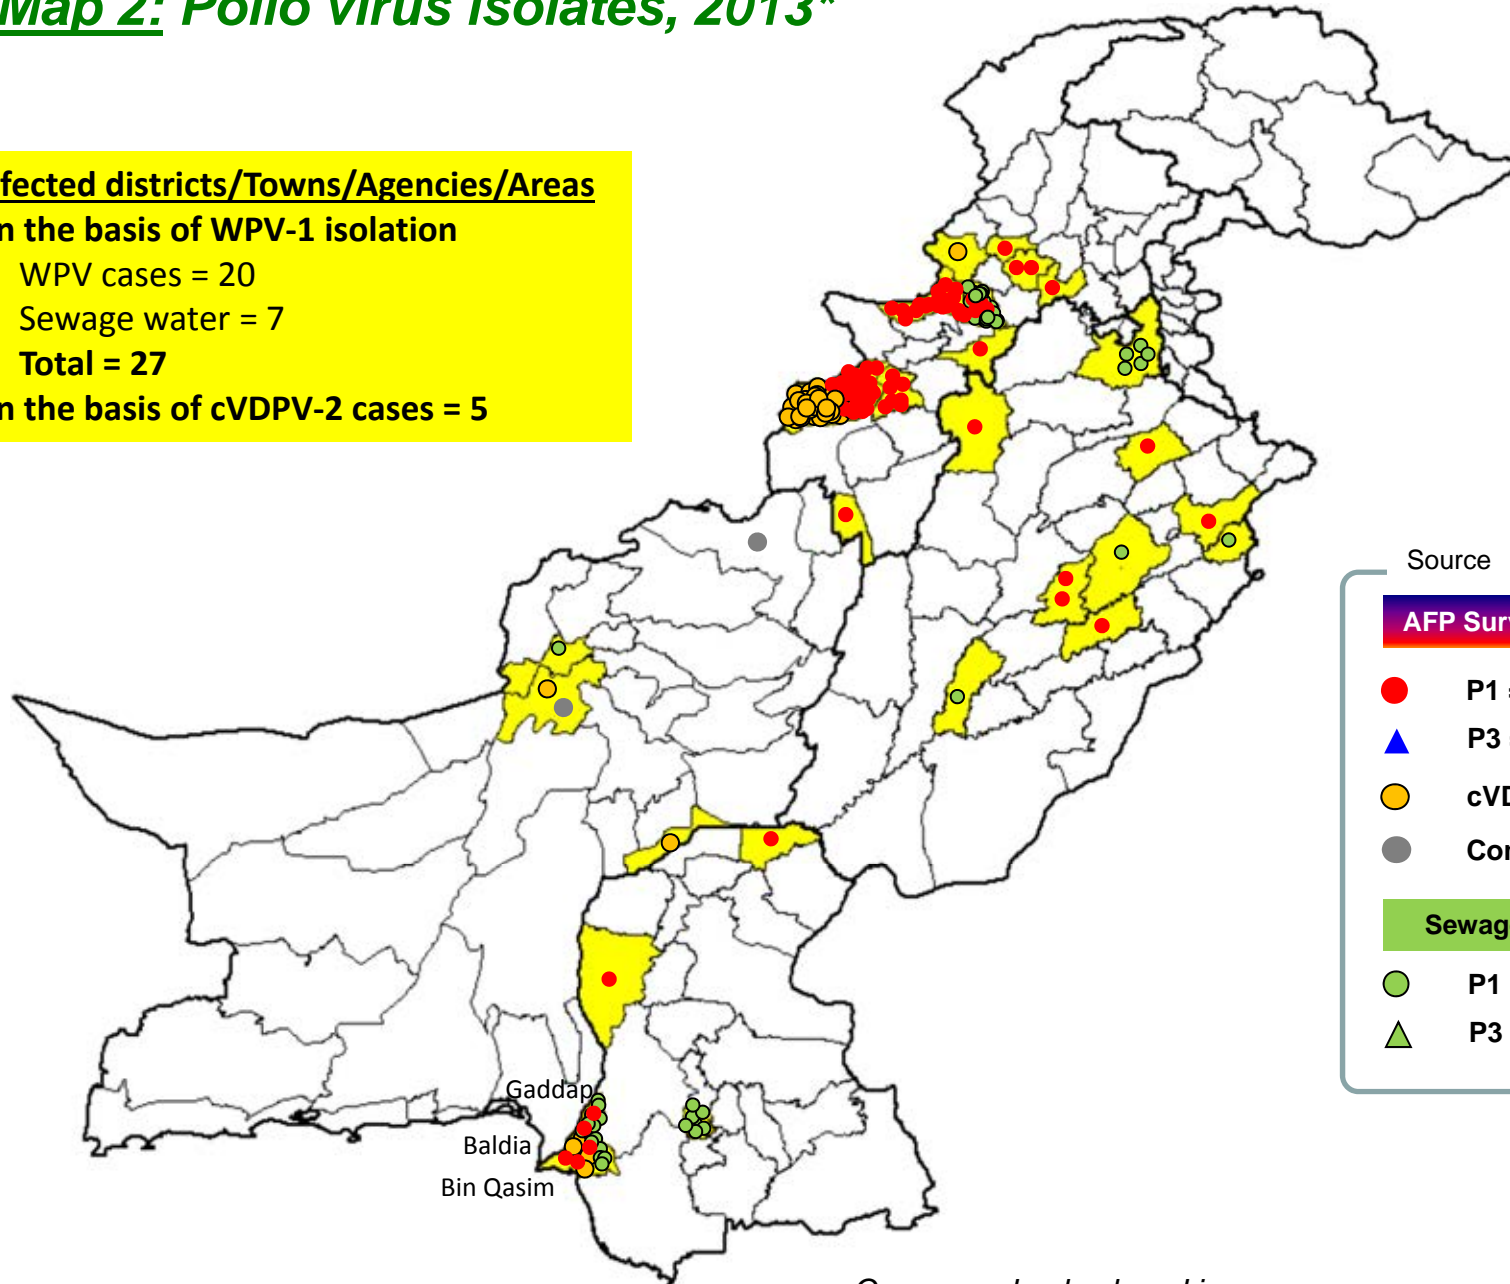 Map 2: Polio virus isolates, 2013*
fected districts/Towns/Agencies/Areas
n the basis of WPV-1 isolation
WPV cases = 20
Sewage water = 7
Total = 27
n the basis of cVDPV-2 cases = 5
Source
AFP Sur
P1
P3
cVD
Com
Sewag
P1
P3
Gaddap
Baldia
Bin Qasim